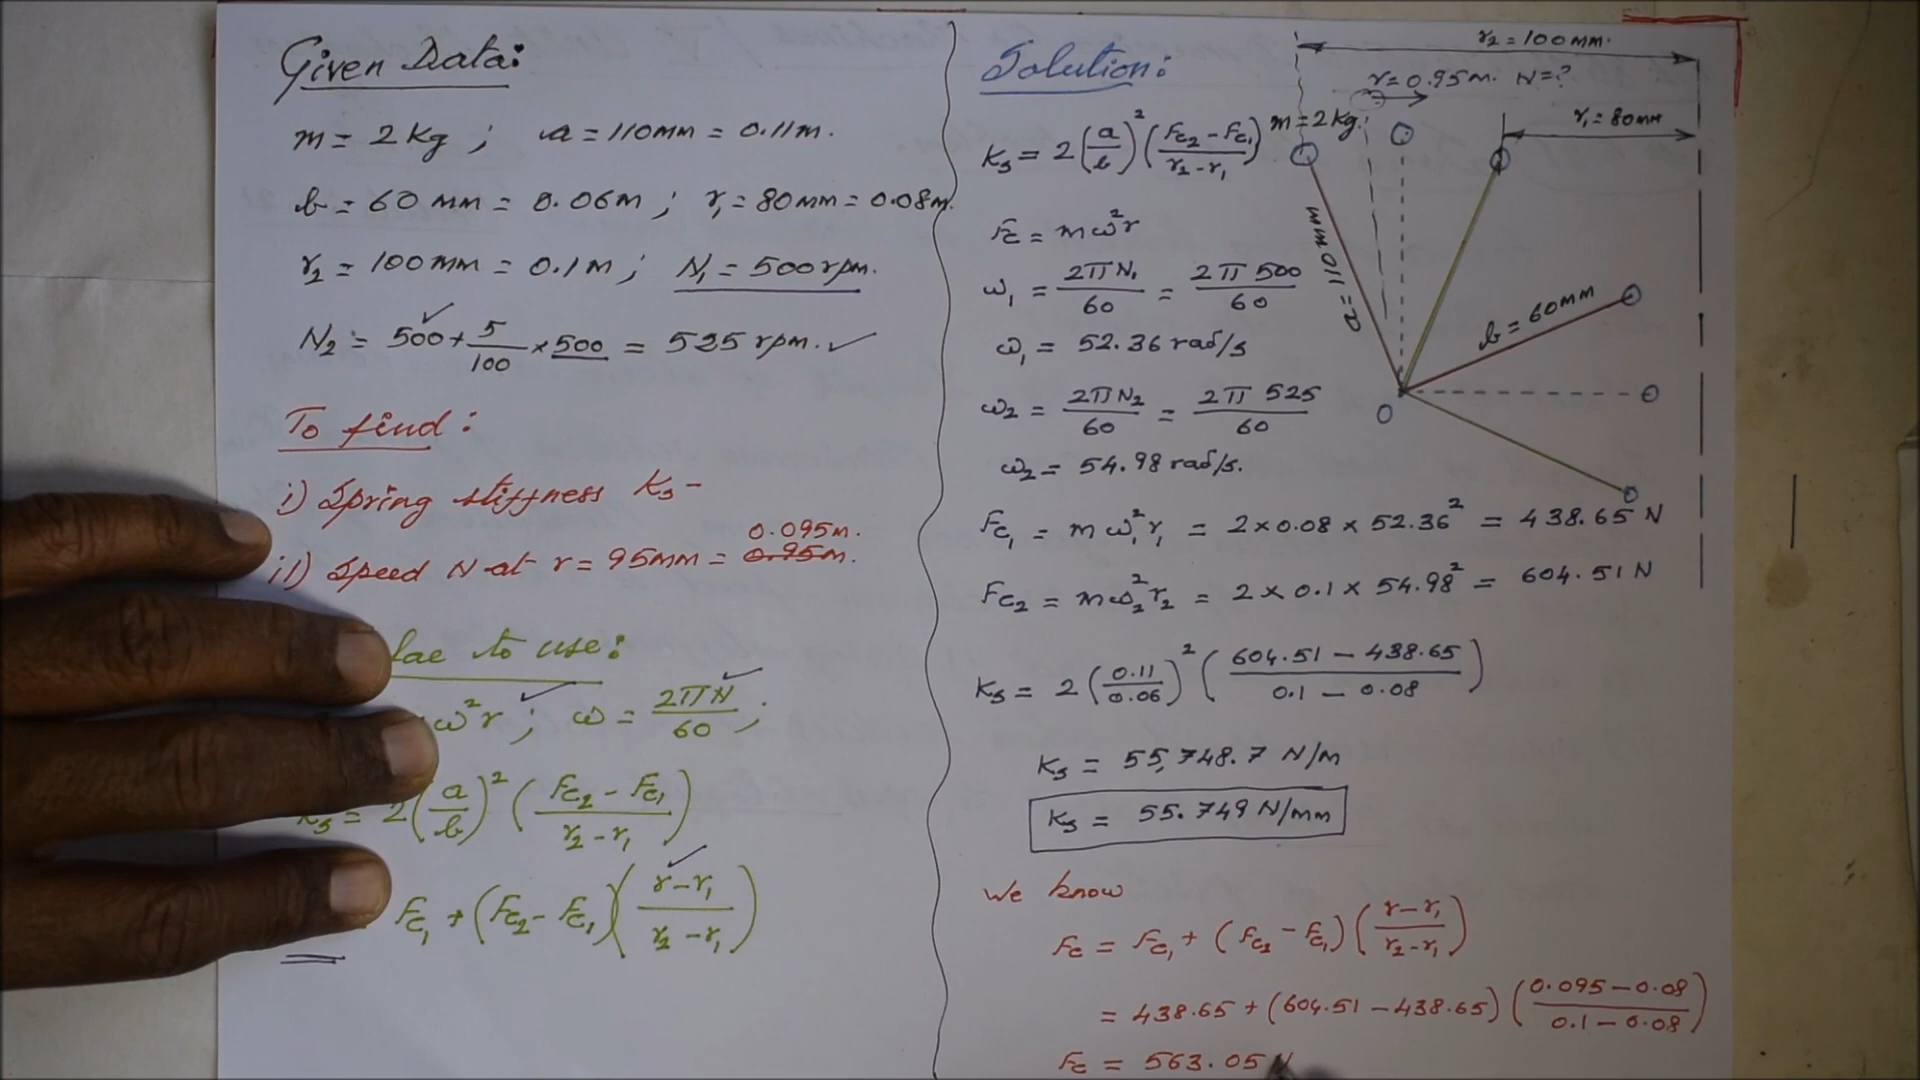 Given Data:
m = 2 kg ; a = 110mm = 0.11m.
b = 60 mm = 0.06m ; r₁ = 80mm = 0.08m.
r₂ = 100mm = 0.1m ; N₁ = 500rpm.
N₂ = 500 + 5/100 × 500 = 525 rpm.
To find:
i) Spring stiffness Ks -
0.095m.
ii) Speed N at r = 95mm = 0.95m.
lae to use:
ω²r ; ω = 2πN/60 ;
Ks = 2(a/b)² (Fc₂ - Fc₁ / r₂ - r₁)
Fc₁ + (Fc₂ - Fc₁)(r - r₁ / r₂ - r₁)
Solution:
Ks = 2(a/b)² (Fc₂ - Fc₁ / r₂ - r₁)
Fc = mω²r
ω₁ = 2πN₁/60 = 2π 500/60
ω₁ = 52.36 rad/s
ω₂ = 2πN₂/60 = 2π 525/60
ω₂ = 54.98 rad/s.
Fc₁ = mω₁²r₁ = 2×0.08×52.36² = 438.65 N
Fc₂ = mω₂²r₂ = 2×0.1×54.98² = 604.51 N
Ks = 2(0.11/0.06)² (604.51 - 438.65 / 0.1 - 0.08)
Ks = 55,748.7 N/m
Ks = 55.749 N/mm
We know
Fc = Fc₁ + (Fc₂ - Fc₁)(r - r₁ / r₂ - r₁)
= 438.65 + (604.51 - 438.65)(0.095 - 0.08 / 0.1 - 0.08)
Fc = 563.05 N
r₂ = 100mm.
r = 0.95m. N = ?
r₁ = 80mm
m = 2kg.
a = 110mm
b = 60mm
O